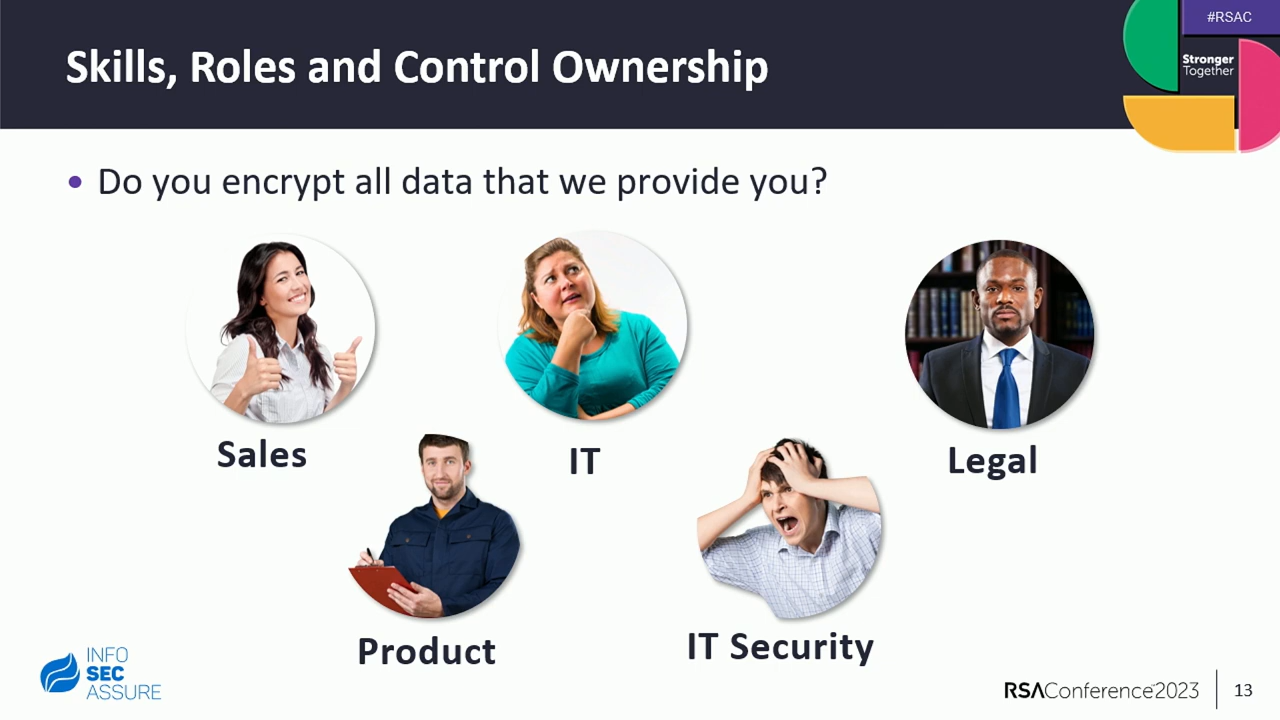 #RSAC
Skills, Roles and Control Ownership
Stronger
Together
• Do you encrypt all data that we provide you?
Sales
IT
Legal
Product
IT Security
INFO
SEC
ASSURE
RSAConference™2023
13